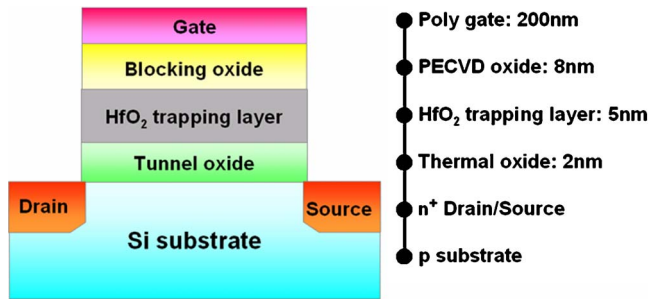 Gate
Blocking oxide
HfO₂ trapping layer
Tunnel oxide
Drain
Source
Si substrate
Poly gate: 200nm
PECVD oxide: 8nm
HfO₂ trapping layer: 5nm
Thermal oxide: 2nm
n⁺ Drain/Source
p substrate